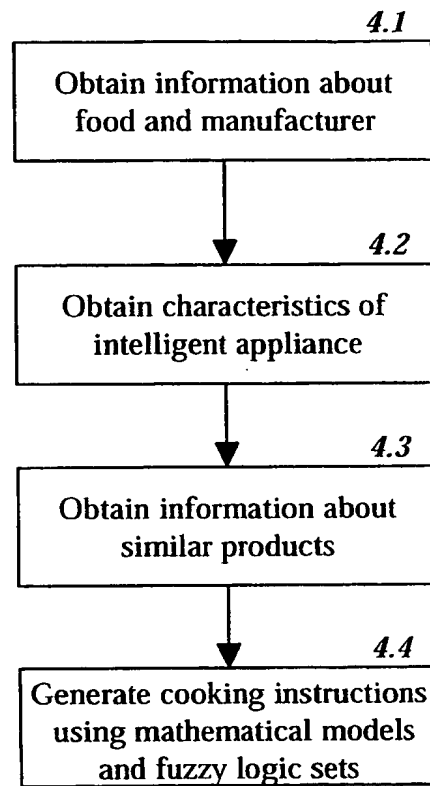 4.1
Obtain information about
food and manufacturer
4.2
Obtain characteristics of
intelligent appliance
4.3
Obtain information about
similar products
4.4
Generate cooking instructions
using mathematical models
and fuzzy logic sets